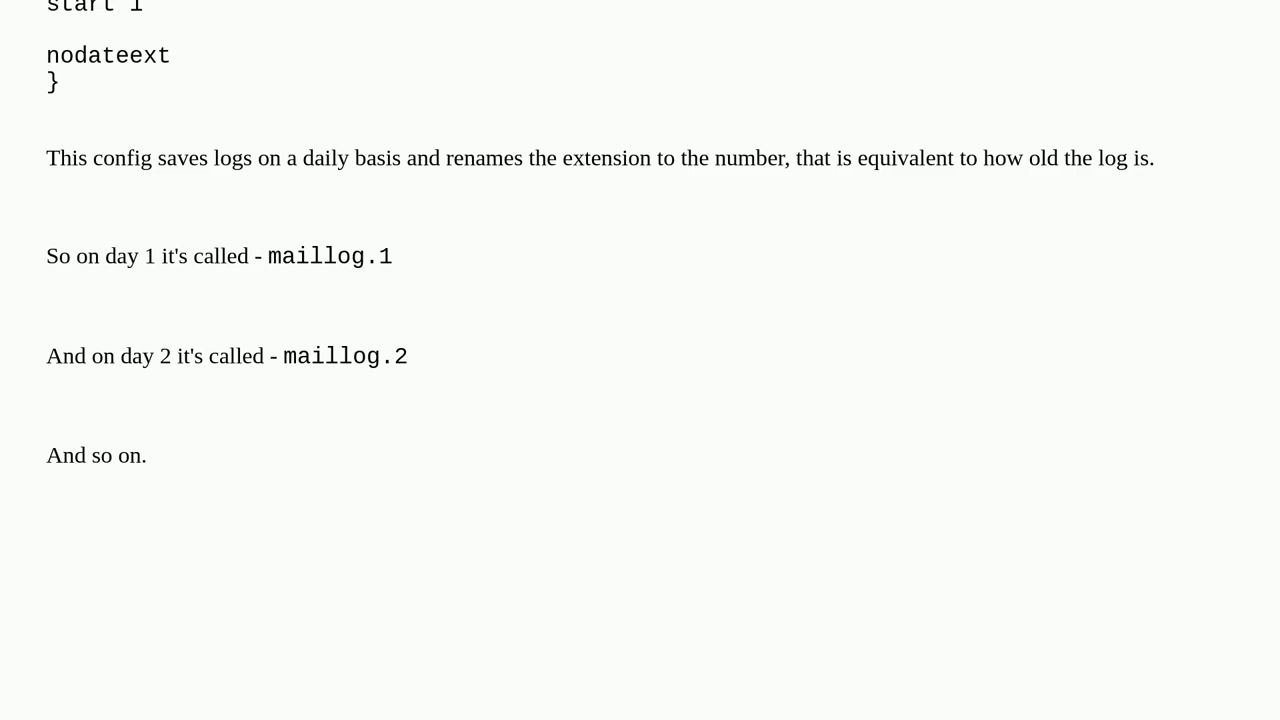 start 1
nodateext
}
This config saves logs on a daily basis and renames the extension to the number, that is equivalent to how old the log is.
So on day 1 it's called - maillog.1
And on day 2 it's called - maillog.2
And so on.